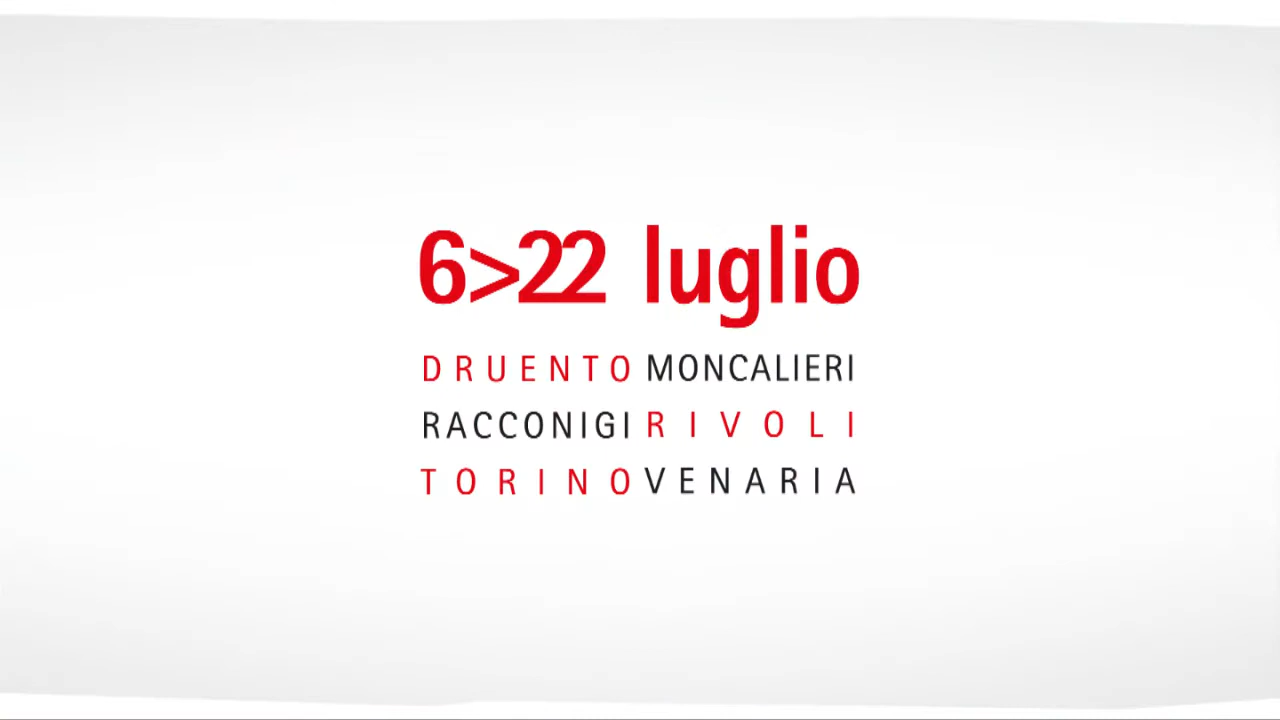 6>22 luglio
DRUENTO MONCALIERI
RACCONIGI RIVOLI
TORINO VENARIA